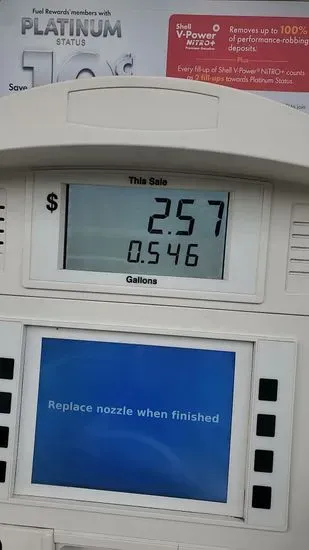 Fuel Rewards members with
PLATINUM
STATUS
10¢
Save
Shell
V-Power
NiTRO+
Removes up to 100%
of performance-robbing
deposits.
Plus
Every fill-up of Shell V-Power® NiTRO+ counts
as 2 fill-ups towards Platinum Status.
This Sale
$ 2.57
0.546
Gallons
Replace nozzle when finished